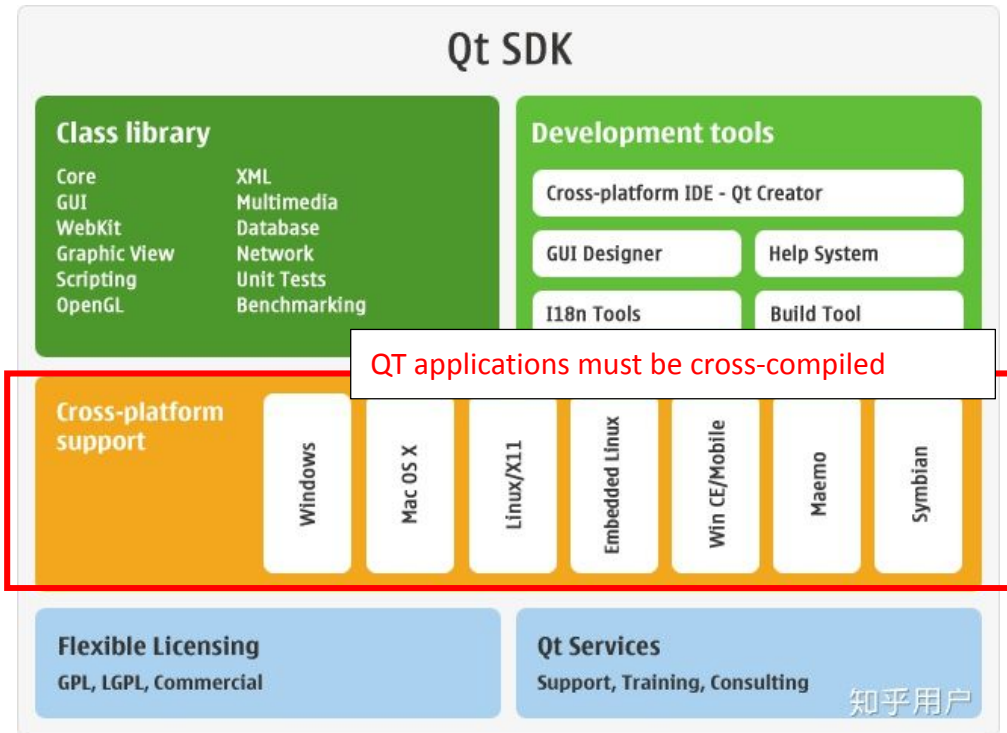 Qt SDK
Class library
Core
GUI
WebKit
Graphic View
Scripting
OpenGL
XML
Multimedia
Database
Network
Unit Tests
Benchmarking
Development tools
Cross-platform IDE - Qt Creator
GUI Designer
Help System
I18n Tools
Build Tool
QT applications must be cross-compiled
Cross-platform
support
Windows
Mac OS X
Linux/X11
Embedded Linux
Win CE/Mobile
Maemo
Symbian
Flexible Licensing
GPL, LGPL, Commercial
Qt Services
Support, Training, Consulting
知乎用户